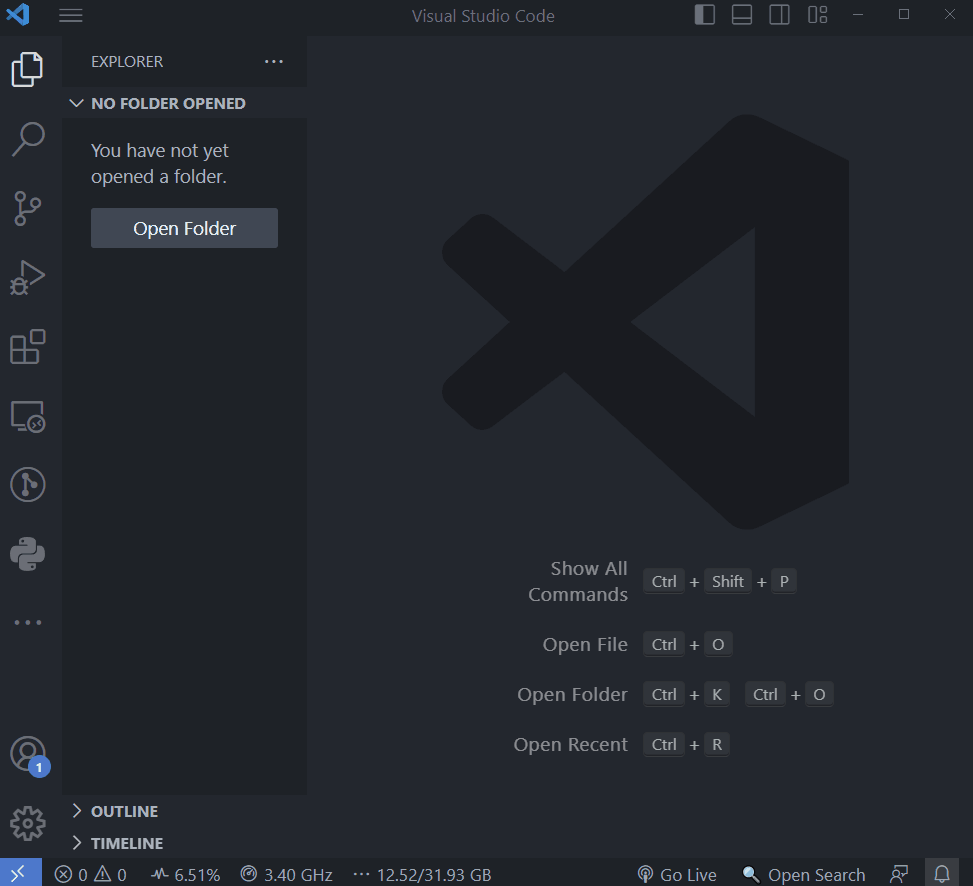 Visual Studio Code
EXPLORER
NO FOLDER OPENED
You have not yet
opened a folder.
Open Folder
Show All
Commands
Ctrl + Shift + P
Open File
Ctrl + O
Open Folder
Ctrl + K Ctrl + O
Open Recent
Ctrl + R
1
OUTLINE
TIMELINE
0 0 6.51% 3.40 GHz ··· 12.52/31.93 GB Go Live Open Search